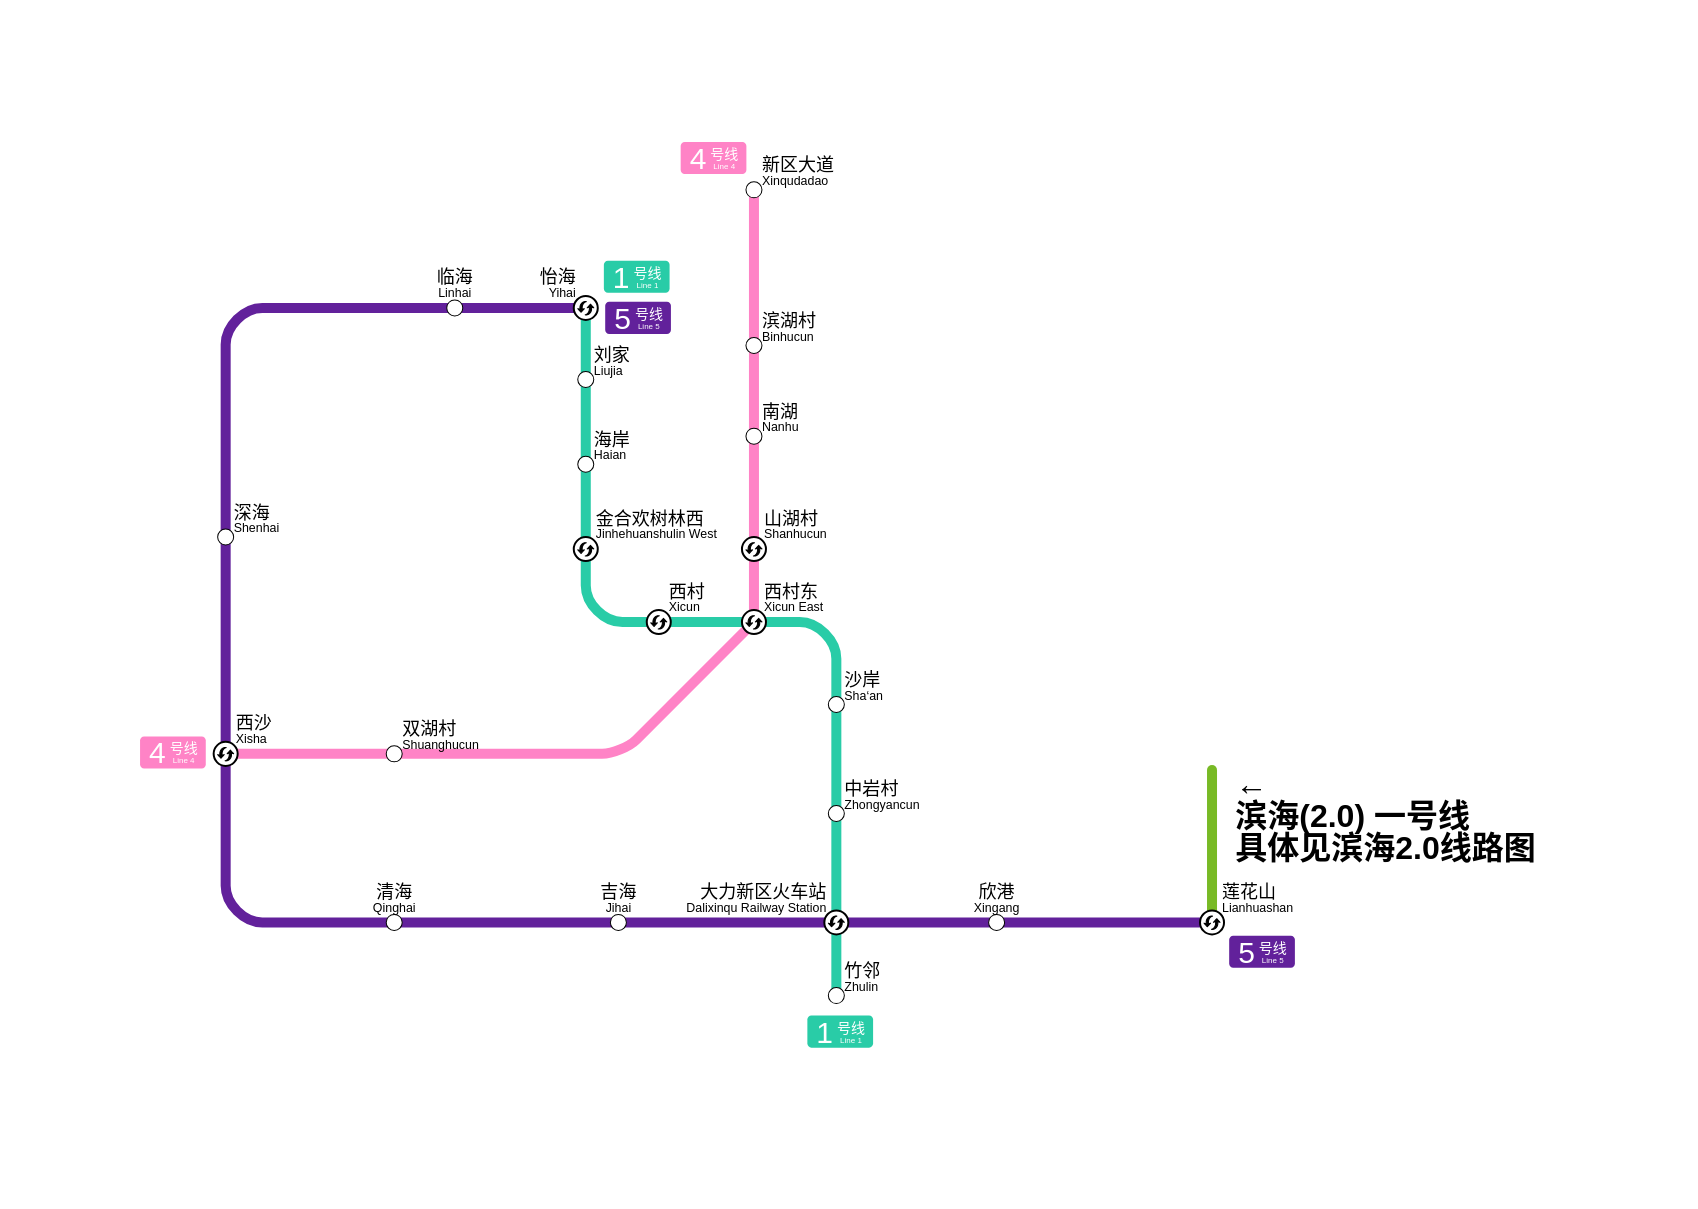 4 号线
Line 4
新区大道
Xinqudadao
临海
Linhai
怡海
Yihai
1 号线
Line 1
5 号线
Line 5
滨湖村
Binhucun
刘家
Liujia
南湖
Nanhu
海岸
Haian
深海
Shenhai
金合欢树林西
Jinhehuanshulin West
山湖村
Shanhucun
西村
Xicun
西村东
Xicun East
沙岸
Sha'an
西沙
Xisha
双湖村
Shuanghucun
4 号线
Line 4
中岩村
Zhongyancun
←
滨海(2.0) 一号线
具体见滨海2.0线路图
清海
Qinghai
吉海
Jihai
大力新区火车站
Dalixinqu Railway Station
欣港
Xingang
莲花山
Lianhuashan
5 号线
Line 5
竹邻
Zhulin
1 号线
Line 1